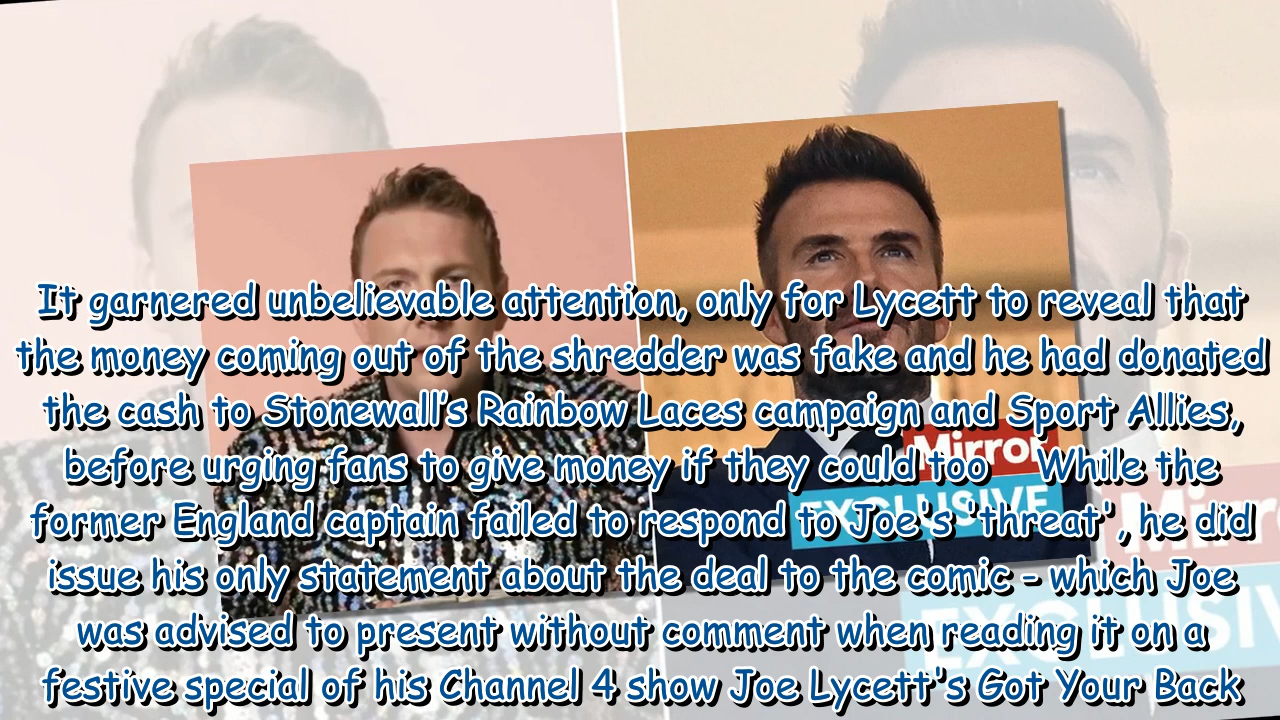 It garnered unbelievable attention, only for Lycett to reveal that
the money coming out of the shredder was fake and he had donated
the cash to Stonewall's Rainbow Laces campaign and Sport Allies,
before urging fans to give money if they could too While the
former England captain failed to respond to Joe's 'threat', he did
issue his only statement about the deal to the comic - which Joe
was advised to present without comment when reading it on a
festive special of his Channel 4 show Joe Lycett's Got Your Back
Mirror
EXCLUSIVE